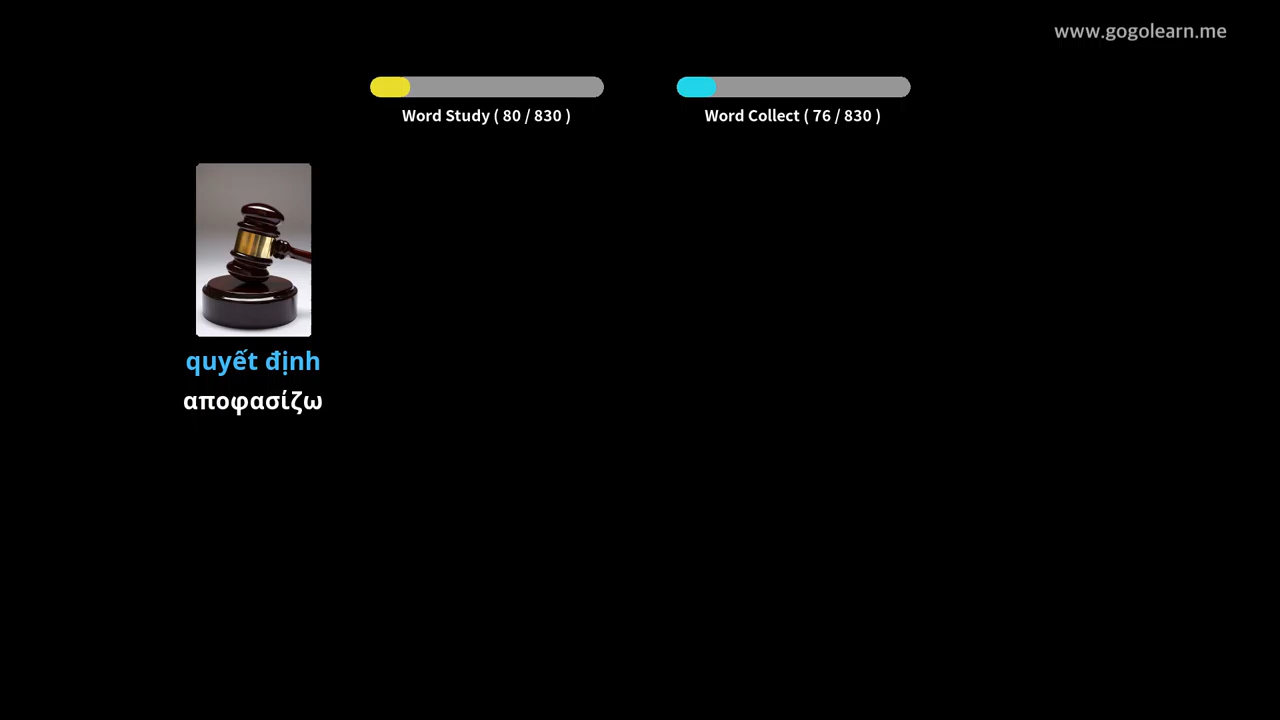 www.gogolearn.me
Word Study ( 80 / 830 )
Word Collect ( 76 / 830 )
quyết định
αποφασίζω